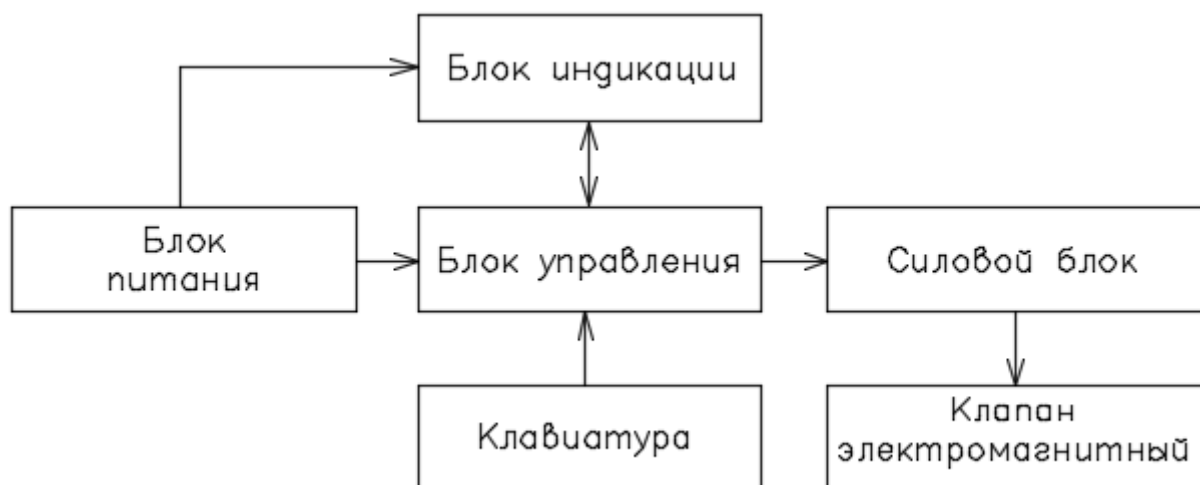 Блок индикации
Блок
питания
Блок управления
Силовой блок
Клавиатура
Клапан
электромагнитный